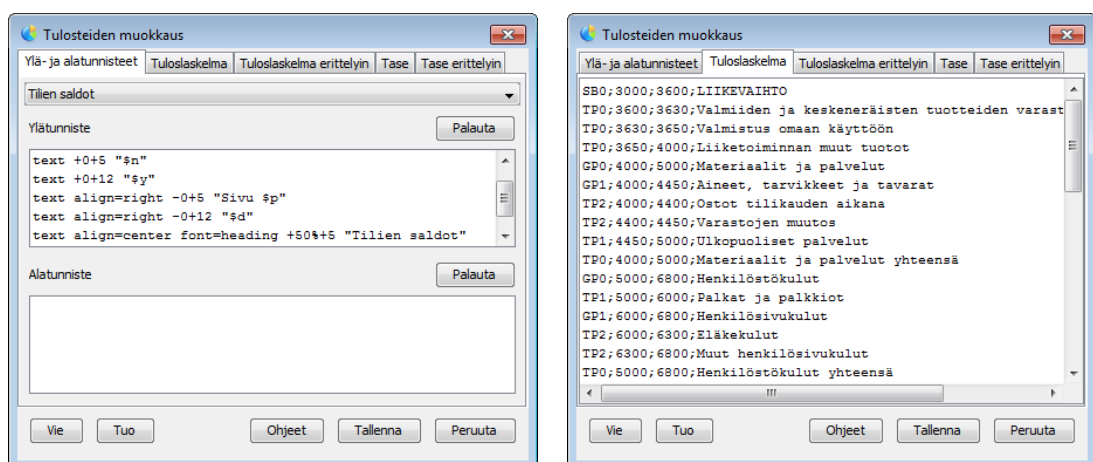 Tulosteiden muokkaus
Ylä- ja alatunnisteet Tuloslaskelma Tuloslaskelma erittelyin Tase Tase erittelyin
Tilien saldot
Ylätunniste Palauta
text +0+5 "$n"
text +0+12 "$y"
text align=right -0+5 "Sivu $p"
text align=right -0+12 "$d"
text align=center font=heading +50%+5 "Tilien saldot"
Alatunniste Palauta
Vie Tuo Ohjeet Tallenna Peruuta
Tulosteiden muokkaus
Ylä- ja alatunnisteet Tuloslaskelma Tuloslaskelma erittelyin Tase Tase erittelyin
SB0;3000;3600;LIIKEVAIHTO
TP0;3600;3630;Valmiiden ja keskeneräisten tuotteiden varast
TP0;3630;3650;Valmistus omaan käyttöön
TP0;3650;4000;Liiketoiminnan muut tuotot
GP0;4000;5000;Materiaalit ja palvelut
GP1;4000;4450;Aineet, tarvikkeet ja tavarat
TP2;4000;4400;Ostot tilikauden aikana
TP2;4400;4450;Varastojen muutos
TP1;4450;5000;Ulkopuoliset palvelut
TP0;4000;5000;Materiaalit ja palvelut yhteensä
GP0;5000;6800;Henkilöstökulut
TP1;5000;6000;Palkat ja palkkiot
GP1;6000;6800;Henkilösivukulut
TP2;6000;6300;Eläkekulut
TP2;6300;6800;Muut henkilösivukulut
TP0;5000;6800;Henkilöstökulut yhteensä
Vie Tuo Ohjeet Tallenna Peruuta